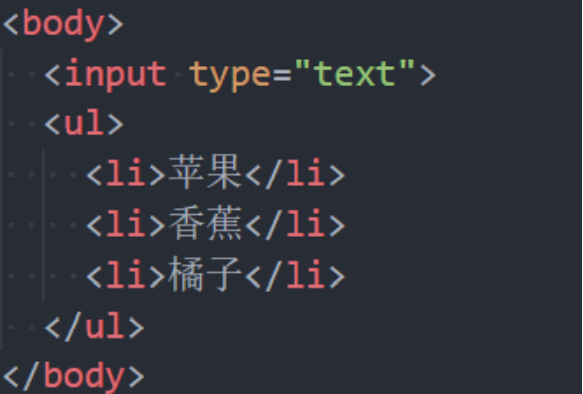 <body>
<input type="text">
<ul>
<li>苹果</li>
<li>香蕉</li>
<li>橘子</li>
</ul>
</body>